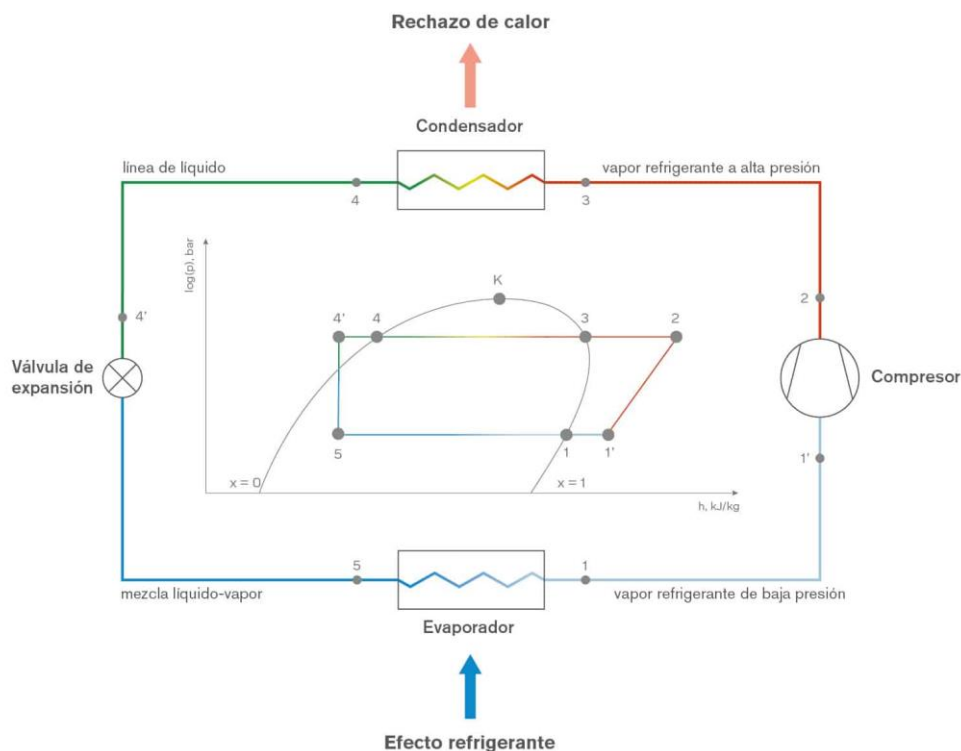 Rechazo de calor
Condensador
línea de líquido
vapor refrigerante a alta presión
4
3
log(p), bar
K
4'
4
3
2
2
4'
Válvula de
expansión
Compresor
5
1
1'
1'
x = 0
x = 1
h, kJ/kg
5
1
mezcla líquido-vapor
vapor refrigerante de baja presión
Evaporador
Efecto refrigerante